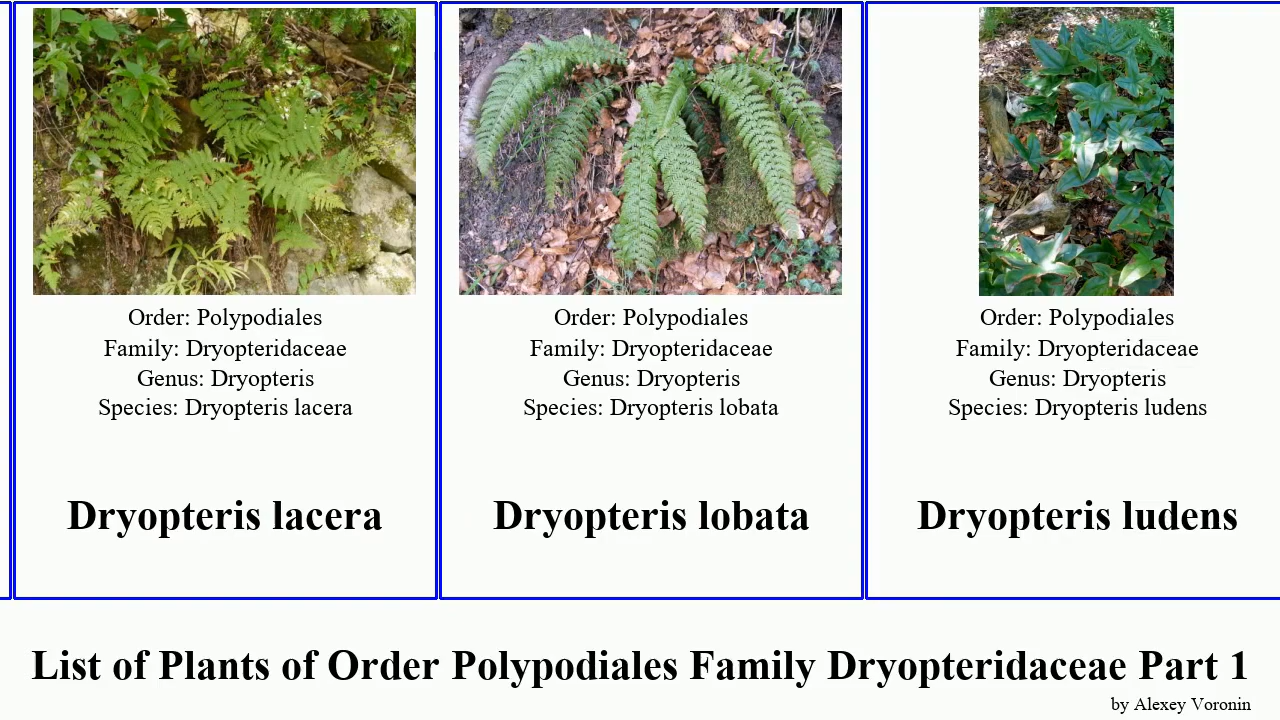 Order: Polypodiales
Family: Dryopteridaceae
Genus: Dryopteris
Species: Dryopteris lacera
Dryopteris lacera
Order: Polypodiales
Family: Dryopteridaceae
Genus: Dryopteris
Species: Dryopteris lobata
Dryopteris lobata
Order: Polypodiales
Family: Dryopteridaceae
Genus: Dryopteris
Species: Dryopteris ludens
Dryopteris ludens
List of Plants of Order Polypodiales Family Dryopteridaceae Part 1
by Alexey Voronin